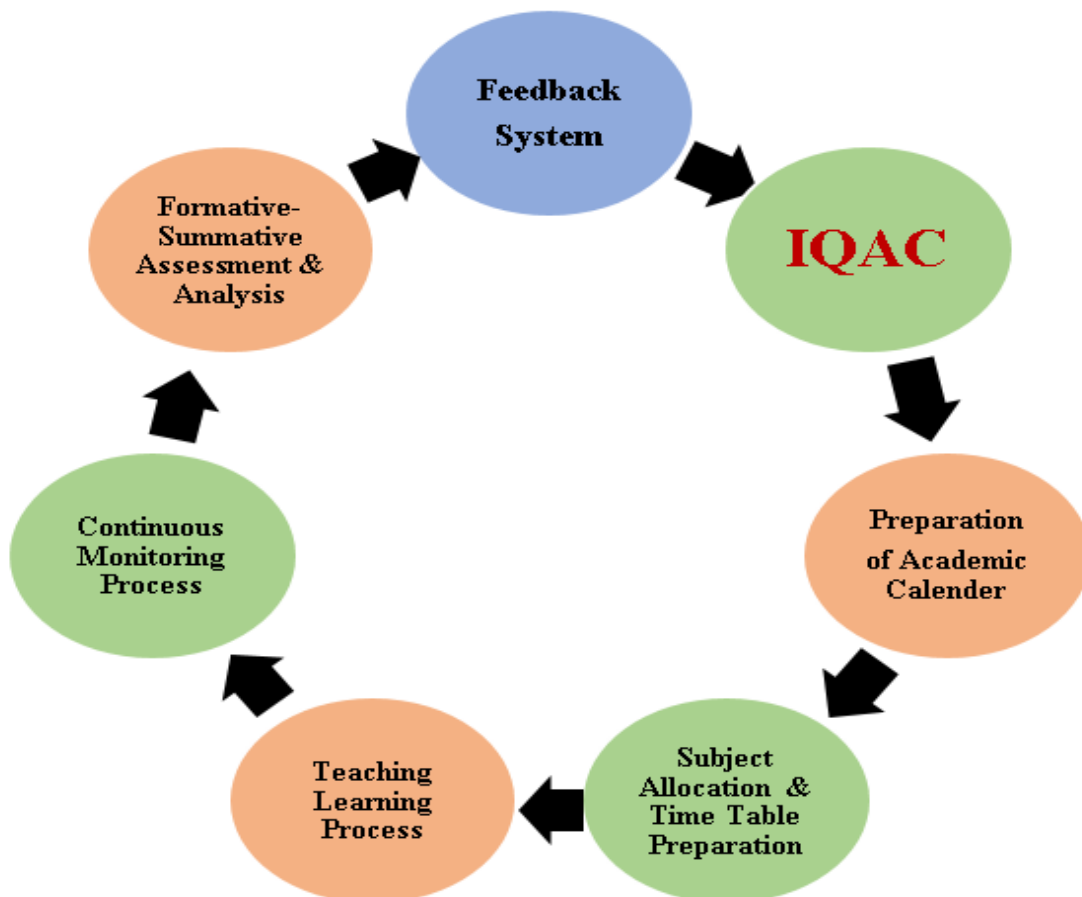 Feedback
System
IQAC
Preparation
of Academic
Calender
Subject
Allocation &
Time Table
Preparation
Teaching
Learning
Process
Continuous
Monitoring
Process
Formative-
Summative
Assessment &
Analysis